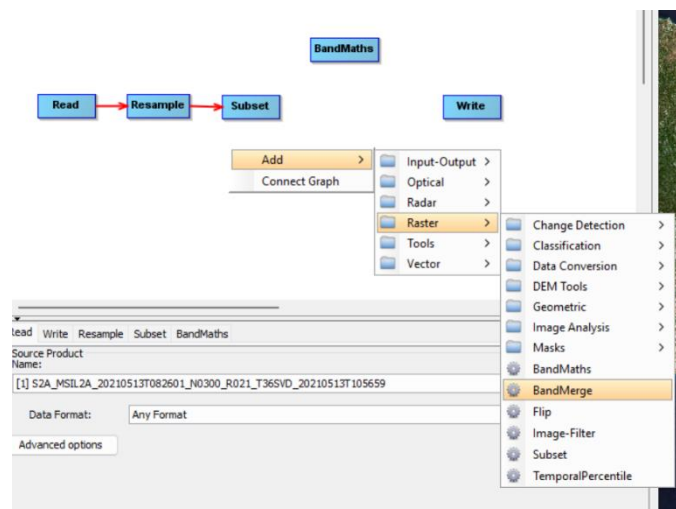 BandMaths
Read
Resample
Subset
Write
Add >
Connect Graph
Input-Output >
Optical >
Radar >
Raster >
Tools >
Vector >
Change Detection >
Classification >
Data Conversion >
DEM Tools >
Geometric >
Image Analysis >
Masks >
BandMaths
BandMerge
Flip
Image-Filter
Subset
TemporalPercentile
Read Write Resample Subset BandMaths
Source Product
Name:
[1] S2A_MSIL2A_20210513T082601_N0300_R021_T36SVD_20210513T105659
Data Format: Any Format
Advanced options